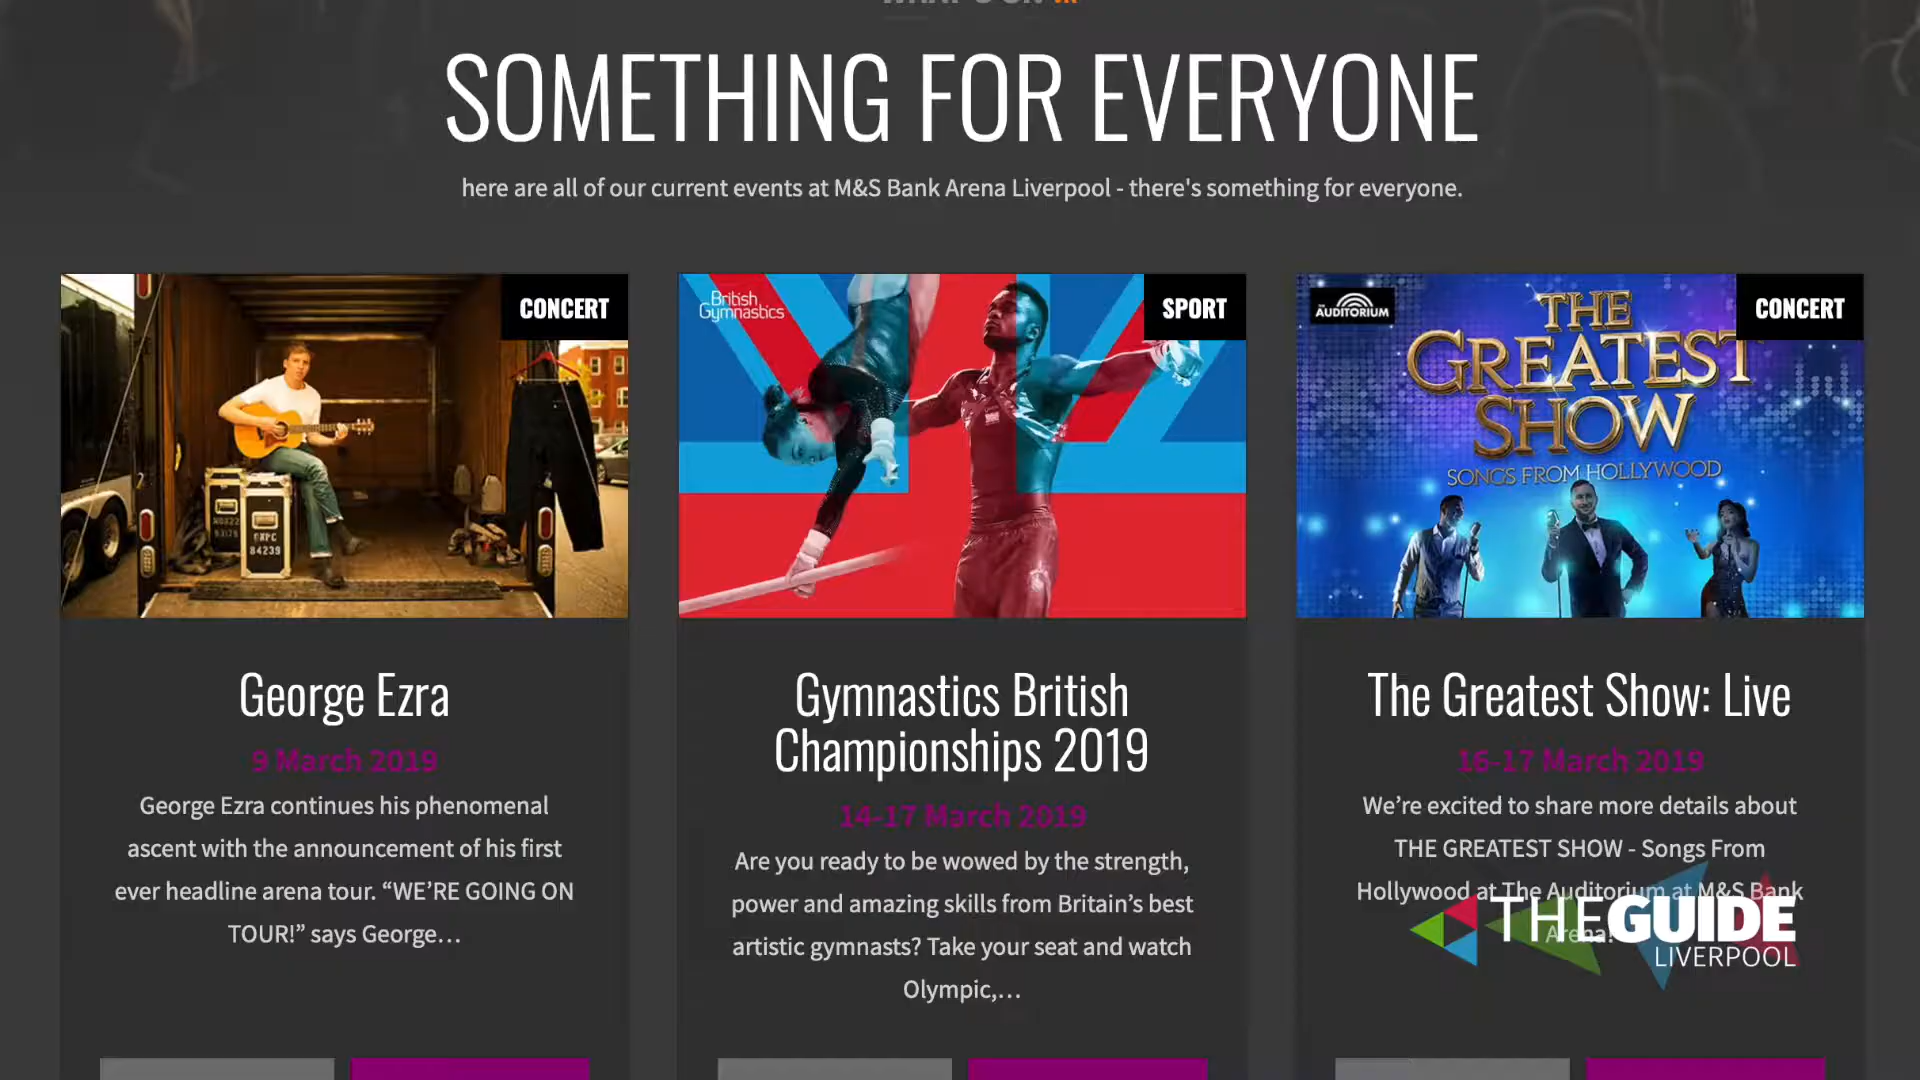 SOMETHING FOR EVERYONE
here are all of our current events at M&S Bank Arena Liverpool - there's something for everyone.
CONCERT
British
Gymnastics
SPORT
THE
AUDITORIUM
THE
GREATEST
SHOW
SONGS FROM HOLLYWOOD
CONCERT
84239
George Ezra
9 March 2019
George Ezra continues his phenomenal
ascent with the announcement of his first
ever headline arena tour. “WE’RE GOING ON
TOUR!” says George…
Gymnastics British
Championships 2019
14-17 March 2019
Are you ready to be wowed by the strength,
power and amazing skills from Britain’s best
artistic gymnasts? Take your seat and watch
Olympic,…
The Greatest Show: Live
16-17 March 2019
We’re excited to share more details about
THE GREATEST SHOW - Songs From
Hollywood at The Auditorium at M&S Bank
Arena!
THEGUIDE
LIVERPOOL